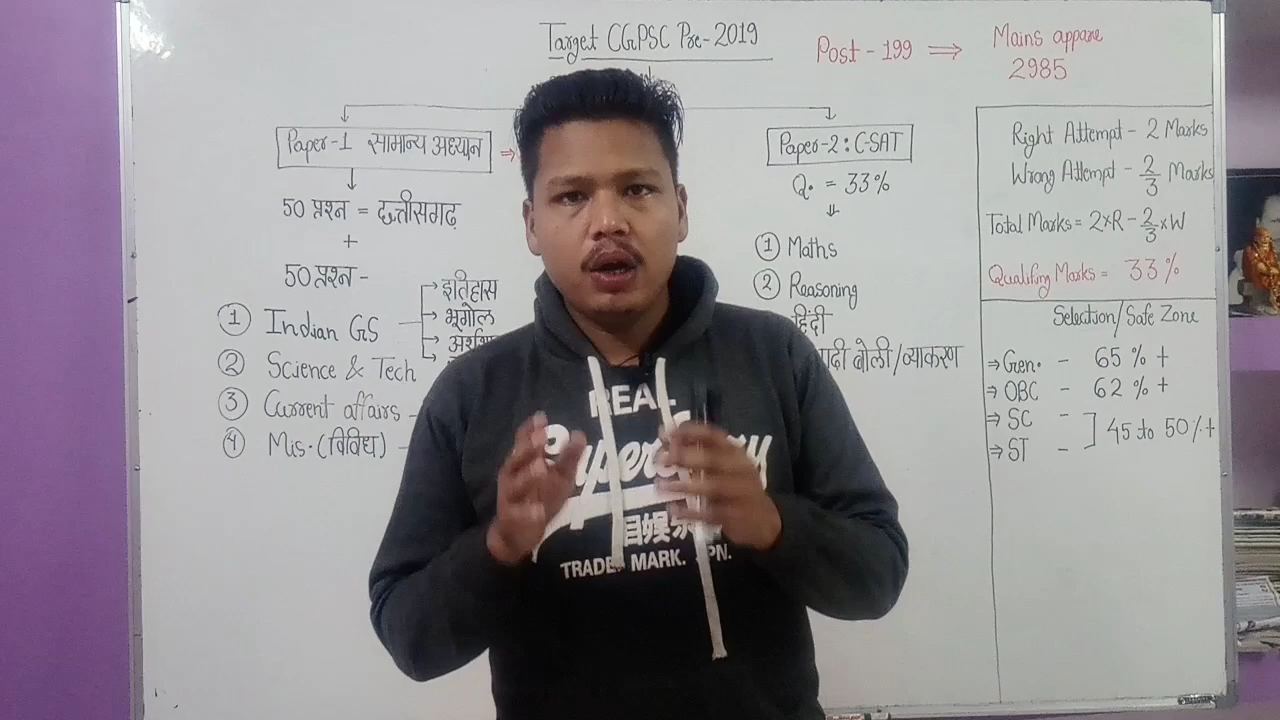 Target CGPSC Pre-2019
Post - 199 ⇒
Mains appare
2985
Paper-1 सामान्य अध्ययन ⇒
50 प्रश्न = छत्तीसगढ़
+
50 प्रश्न -
① Indian GS
→ इतिहास
→ भूगोल
② Science & Tech
③ Current affairs -
④ Mis. (विविध) -
Paper-2 : C-SAT
Q. = 33%
① Maths
② Reasoning
हिंदी
बोली/व्याकरण
Right Attempt - 2 Marks
Wrong Attempt - 2/3 Marks
Total Marks = 2×R - 2/3 ×W
Qualifing Marks = 33%
Selection/Safe Zone
⇒ Gen. - 65 % +
⇒ OBC - 62 % +
⇒ SC -
⇒ ST -
] 45 to 50 % +
REAL
目娱
TRADE MARK. JPN.